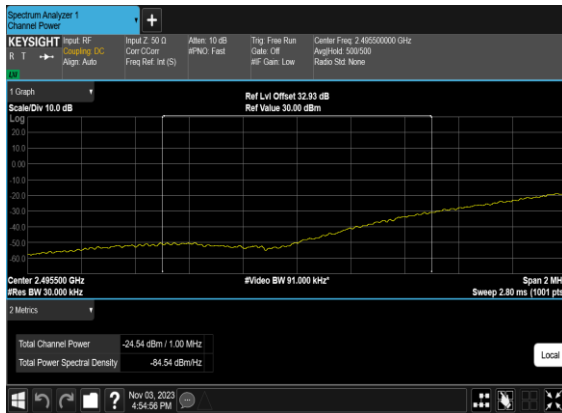 Spectrum Analyzer 1
Channel Power
+
KEYSIGHT
R T
LXI
Input: RF
Coupling: DC
Align: Auto
Input Z: 50 Ω
Corr CCorr
Freq Ref: Int (S)
Atten: 10 dB
#PNO: Fast
Trig: Free Run
Gate: Off
#IF Gain: Low
Center Freq: 2.495500000 GHz
Avg|Hold: 500/500
Radio Std: None
1 Graph
Scale/Div 10.0 dB
Ref Lvl Offset 32.93 dB
Ref Value 30.00 dBm
Log
20.0
10.0
0.00
-10.0
-20.0
-30.0
-40.0
-50.0
-60.0
Center 2.495500 GHz
#Res BW 30.000 kHz
#Video BW 91.000 kHz*
Span 2 MH
Sweep 2.80 ms (1001 pts
2 Metrics
Total Channel Power -24.54 dBm / 1.00 MHz
Total Power Spectral Density -84.54 dBm/Hz
Local
?
Nov 03, 2023
4:54:56 PM